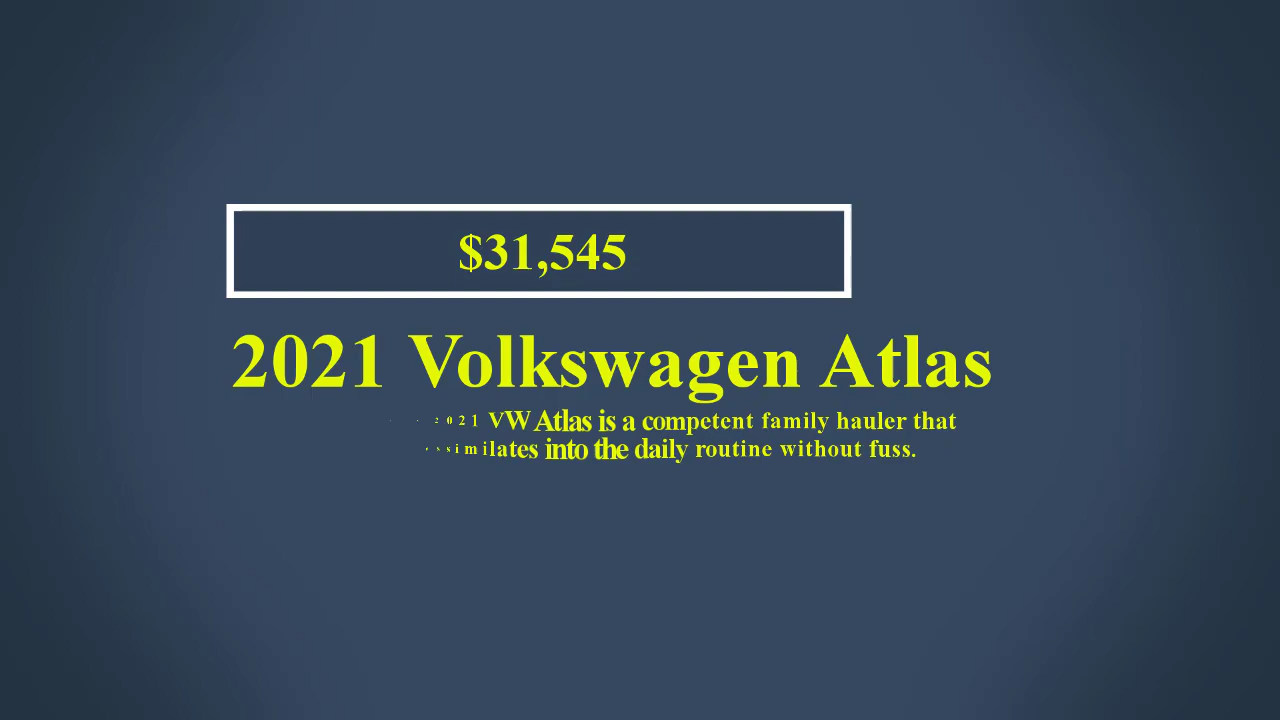 $31,545
2021 Volkswagen Atlas
2021 VW Atlas is a competent family hauler that
assimilates into the daily routine without fuss.